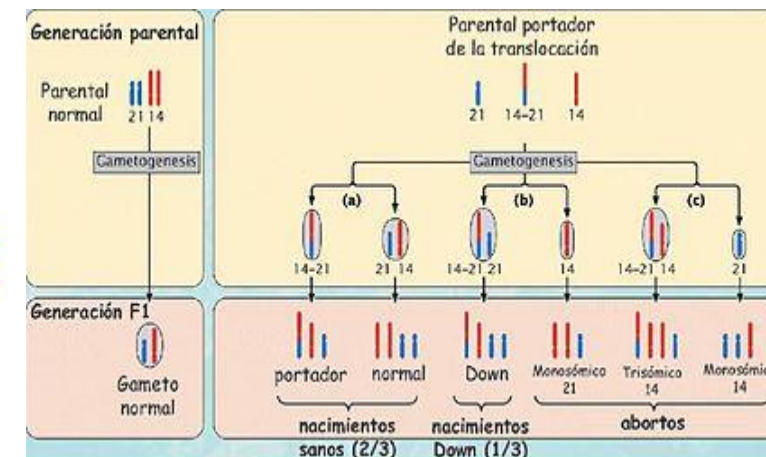 Generación parental
Parental normal
21 14
Gametogenesis
Parental portador
de la translocación
21 14-21 14
Gametogenesis
(a) (b) (c)
14-21 21 14 14-21 21 14 14-21 14 21
Generación F1
Gameto
normal
portador normal Down Monosómico 21 Trisómico 14 Monosómico 14
nacimientos
sanos (2/3)
nacimientos
Down (1/3)
abortos